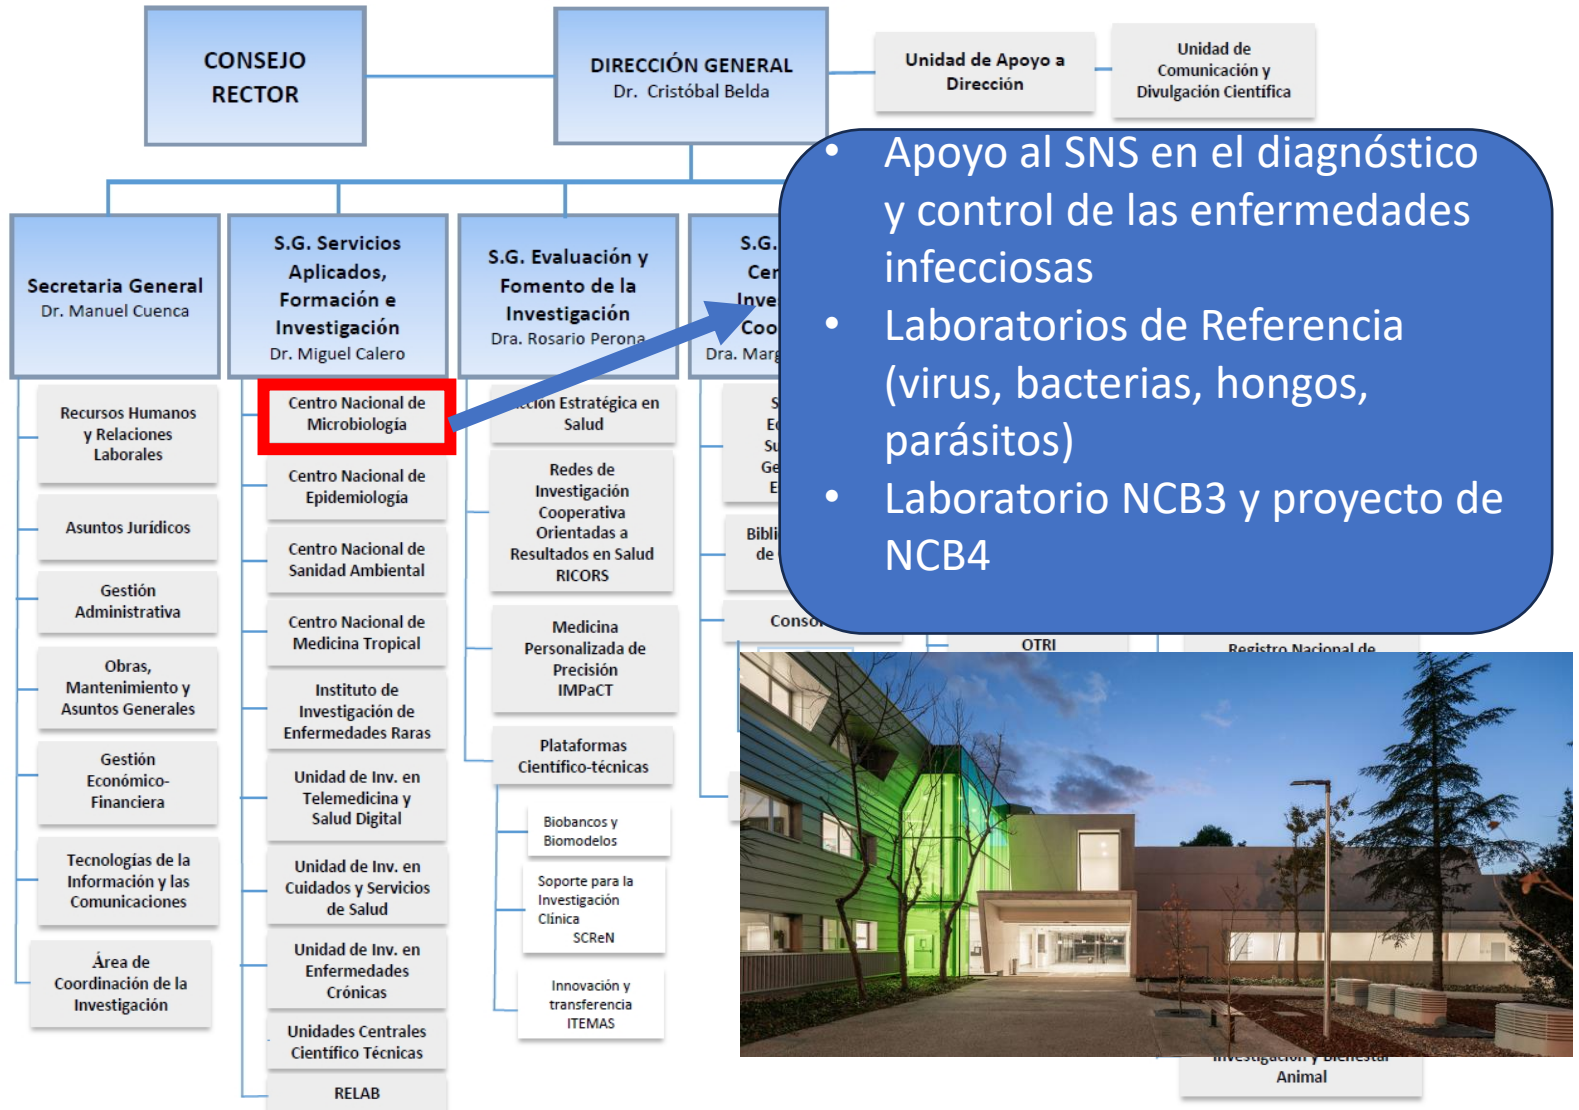 CONSEJO
RECTOR
DIRECCIÓN GENERAL
Dr. Cristóbal Belda
Unidad de Apoyo a
Dirección
Unidad de
Comunicación y
Divulgación Científica
Secretaria General
Dr. Manuel Cuenca
S.G. Servicios
Aplicados,
Formación e
Investigación
Dr. Miguel Calero
S.G. Evaluación y
Fomento de la
Investigación
Dra. Rosario Perona
S.G.
Dra.
• Apoyo al SNS en el diagnóstico
y control de las enfermedades
infecciosas
• Laboratorios de Referencia
(virus, bacterias, hongos,
parásitos)
• Laboratorio NCB3 y proyecto de
NCB4
Recursos Humanos
y Relaciones
Laborales
Asuntos Jurídicos
Gestión
Administrativa
Obras,
Mantenimiento y
Asuntos Generales
Gestión
Económico-
Financiera
Tecnologías de la
Información y las
Comunicaciones
Área de
Coordinación de la
Investigación
Centro Nacional de
Microbiología
Centro Nacional de
Epidemiología
Centro Nacional de
Sanidad Ambiental
Centro Nacional de
Medicina Tropical
Instituto de
Investigación de
Enfermedades Raras
Unidad de Inv. en
Telemedicina y
Salud Digital
Unidad de Inv. en
Cuidados y Servicios
de Salud
Unidad de Inv. en
Enfermedades
Crónicas
Unidades Centrales
Científico Técnicas
RELAB
Estratégica en
Salud
Redes de
Investigación
Cooperativa
Orientadas a
Resultados en Salud
RICORS
Medicina
Personalizada de
Precisión
IMPaCT
Plataformas
Científico-técnicas
Biobancos y
Biomodelos
Soporte para la
Investigación
Clínica
SCReN
Innovación y
transferencia
ITEMAS
de
OTRI
Registro Nacional de
Investigación y Bienestar
Animal